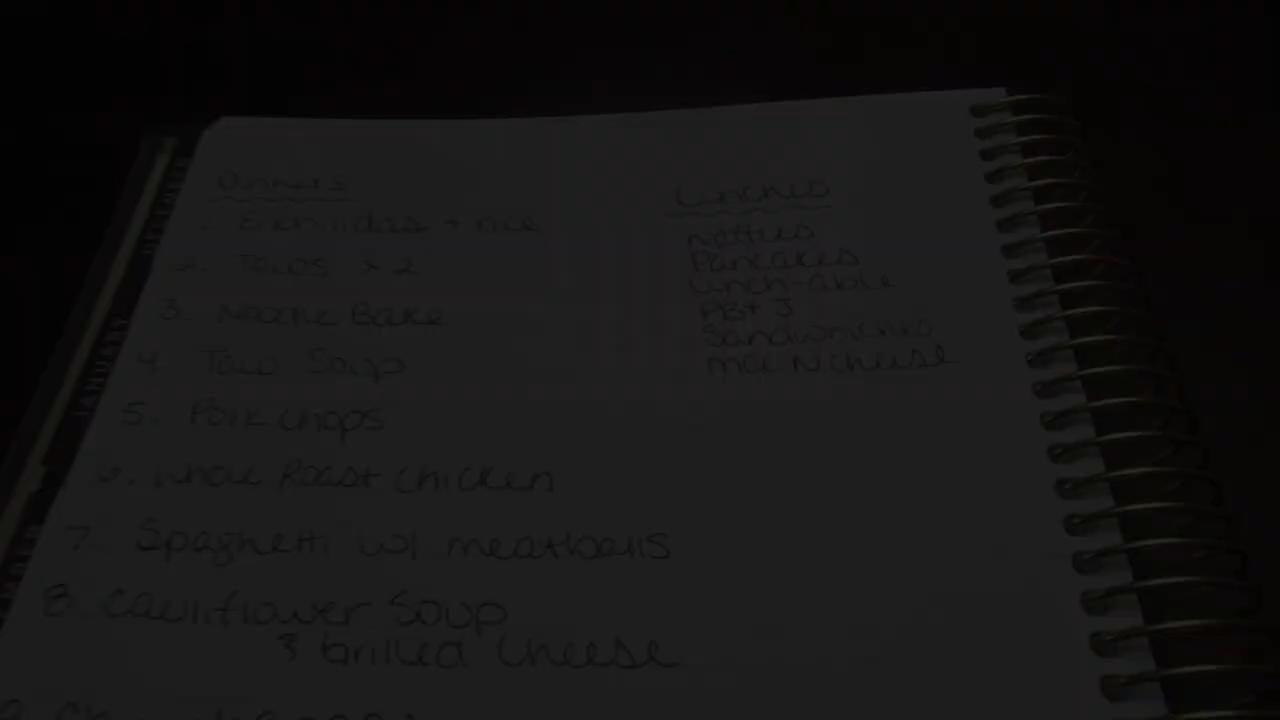 Dinners
1. Enchiladas + rice
2. Tacos x 2
3. Noodle Bake
4. Taco Soup
5. Pork chops
6. Whole Roast Chicken
7. Spaghetti w/ meatballs
8. Cauliflower Soup
& Grilled Cheese
Lunches
Pancakes
Lunch-able
PB+J
Sandwiches
Mac N Cheese
JANUARY